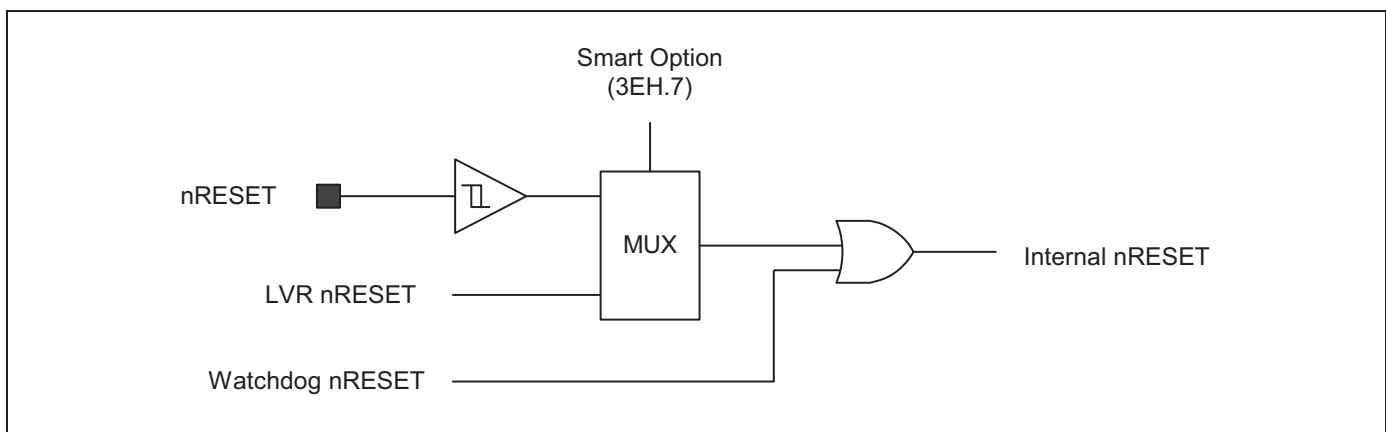 Smart Option
(3EH.7)
nRESET
MUX
Internal nRESET
LVR nRESET
Watchdog nRESET